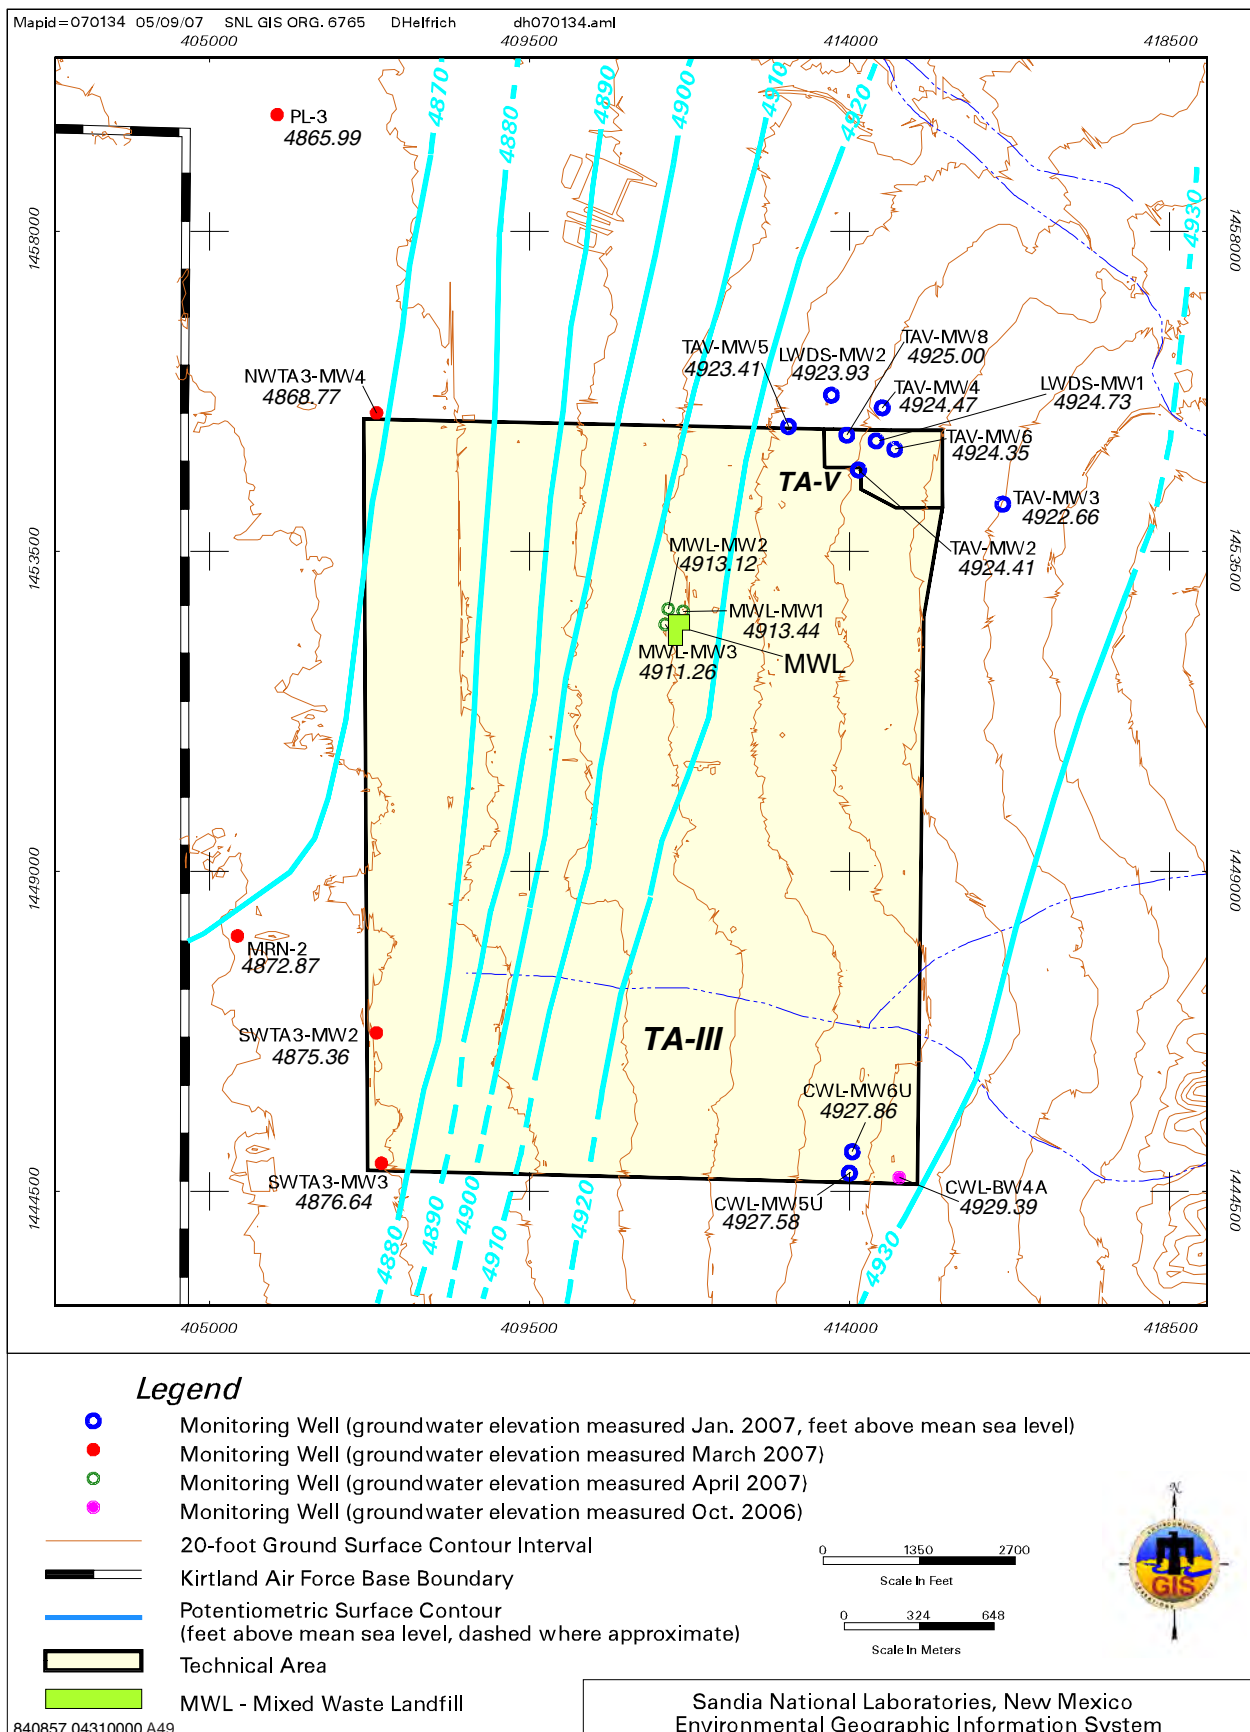 Mapid=070134 05/09/07 SNL GIS ORG. 6765 DHelfrich dh070134.aml
405000 409500 414000 418500
4870
4880
4890
4900
4910
4920
4930
PL-3
4865.99
1458000
1458000
TAV-MW5
4923.41
LWDS-MW2
4923.93
TAV-MW8
4925.00
NWTA3-MW4
4868.77
TAV-MW4
4924.47
LWDS-MW1
4924.73
TAV-MW6
4924.35
TA-V
TAV-MW3
4922.66
1453500
1453500
MWL-MW2
4913.12
TAV-MW2
4924.41
MWL-MW1
4913.44
MWL-MW3
4911.26
MWL
1449000
1449000
MRN-2
4872.87
SWTA3-MW2
4875.36
TA-III
CWL-MW6U
4927.86
SWTA3-MW3
4876.64
CWL-MW5U
4927.58
CWL-BW4A
4929.39
1444500
1444500
4880
4890
4900
4910
4920
4930
405000 409500 414000 418500
Legend
Monitoring Well (groundwater elevation measured Jan. 2007, feet above mean sea level)
Monitoring Well (groundwater elevation measured March 2007)
Monitoring Well (groundwater elevation measured April 2007)
Monitoring Well (groundwater elevation measured Oct. 2006)
20-foot Ground Surface Contour Interval
Kirtland Air Force Base Boundary
Potentiometric Surface Contour
(feet above mean sea level, dashed where approximate)
Technical Area
MWL - Mixed Waste Landfill
0 1350 2700
Scale In Feet
0 324 648
Scale In Meters
N
GIS
840857.04310000 A49
Sandia National Laboratories, New Mexico
Environmental Geographic Information System